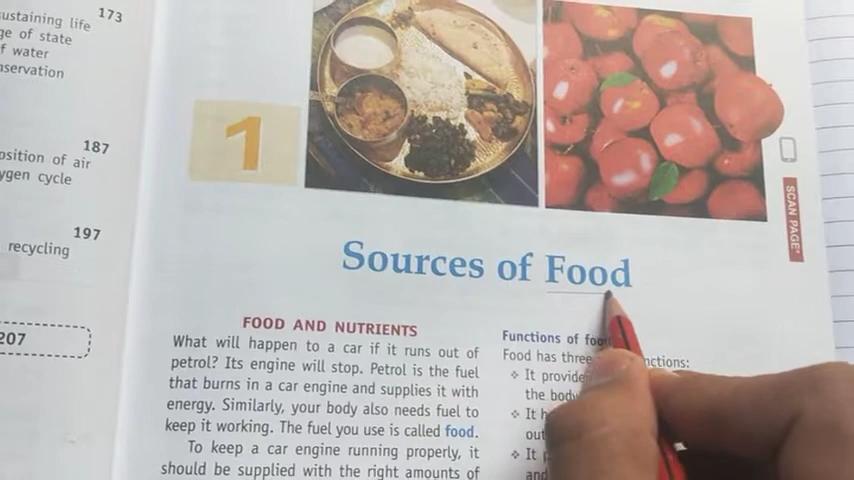 173
ustaining life
ge of state
f water
nservation
187
osition of air
ygen cycle
197
recycling
207
1
SCAN PAGE
Sources of Food
FOOD AND NUTRIENTS
What will happen to a car if it runs out of
petrol? Its engine will stop. Petrol is the fuel
that burns in a car engine and supplies it with
energy. Similarly, your body also needs fuel to
keep it working. The fuel you use is called food.
To keep a car engine running properly, it
should be supplied with the right amounts of
Functions of foo
Food has three nctions:
❖ It provide
the body
❖ It h
out
❖ It p
and